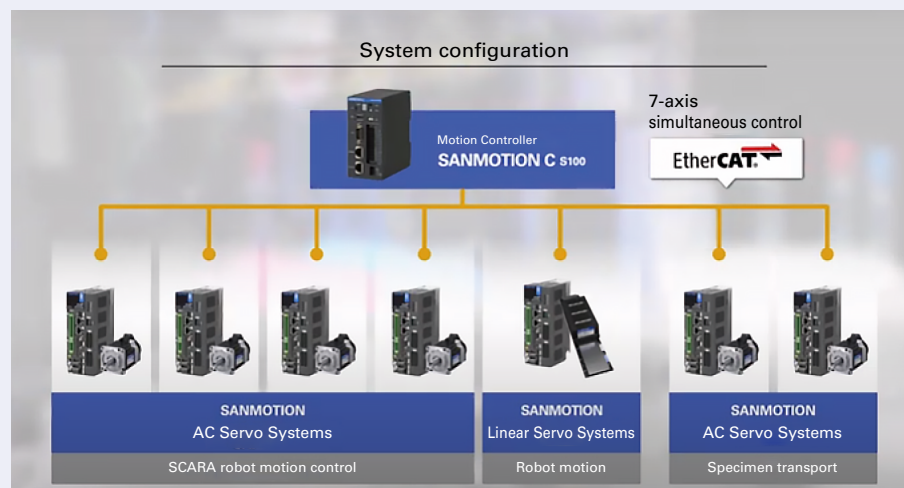 System configuration
7-axis
simultaneous control
Motion Controller
SANMOTION C S100
EtherCAT®
SANMOTION
AC Servo Systems
SCARA robot motion control
SANMOTION
Linear Servo Systems
Robot motion
SANMOTION
AC Servo Systems
Specimen transport